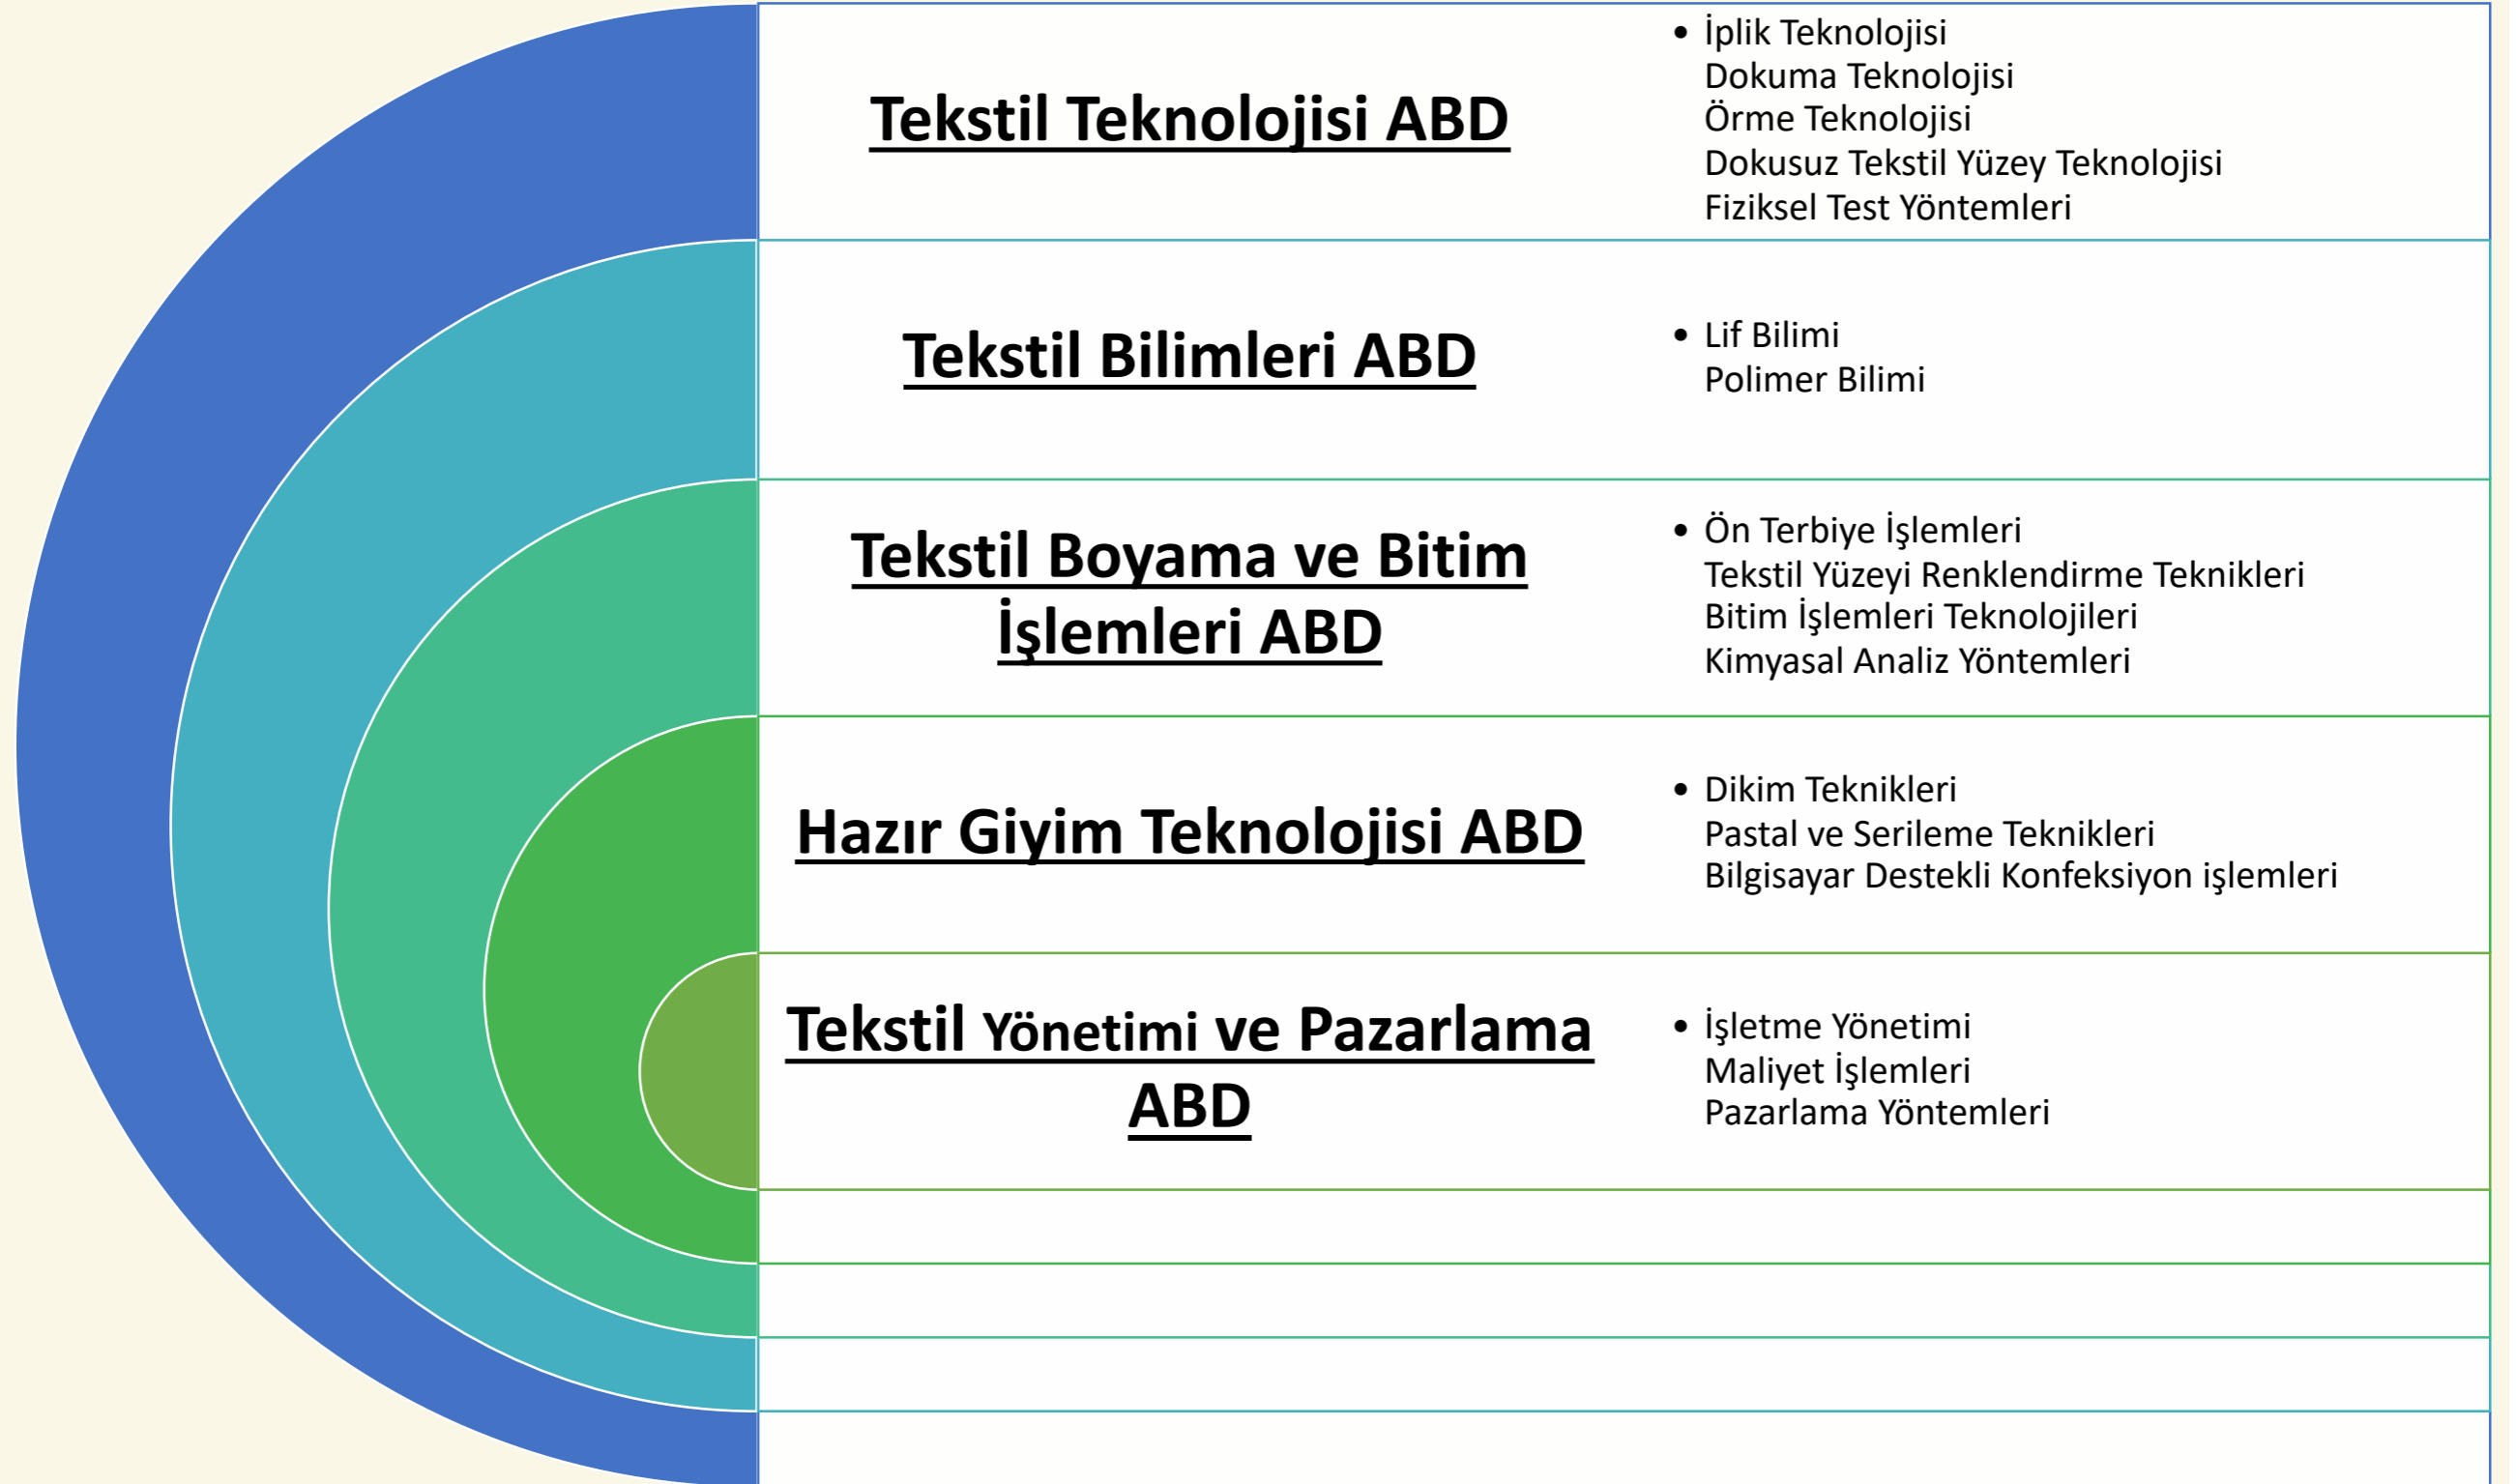 Tekstil Teknolojisi ABD
• İplik Teknolojisi
Dokuma Teknolojisi
Örme Teknolojisi
Dokusuz Tekstil Yüzey Teknolojisi
Fiziksel Test Yöntemleri
Tekstil Bilimleri ABD
• Lif Bilimi
Polimer Bilimi
Tekstil Boyama ve Bitim
İşlemleri ABD
• Ön Terbiye İşlemleri
Tekstil Yüzeyi Renklendirme Teknikleri
Bitim İşlemleri Teknolojileri
Kimyasal Analiz Yöntemleri
Hazır Giyim Teknolojisi ABD
• Dikim Teknikleri
Pastal ve Serileme Teknikleri
Bilgisayar Destekli Konfeksiyon işlemleri
Tekstil Yönetimi ve Pazarlama
ABD
• İşletme Yönetimi
Maliyet İşlemleri
Pazarlama Yöntemleri